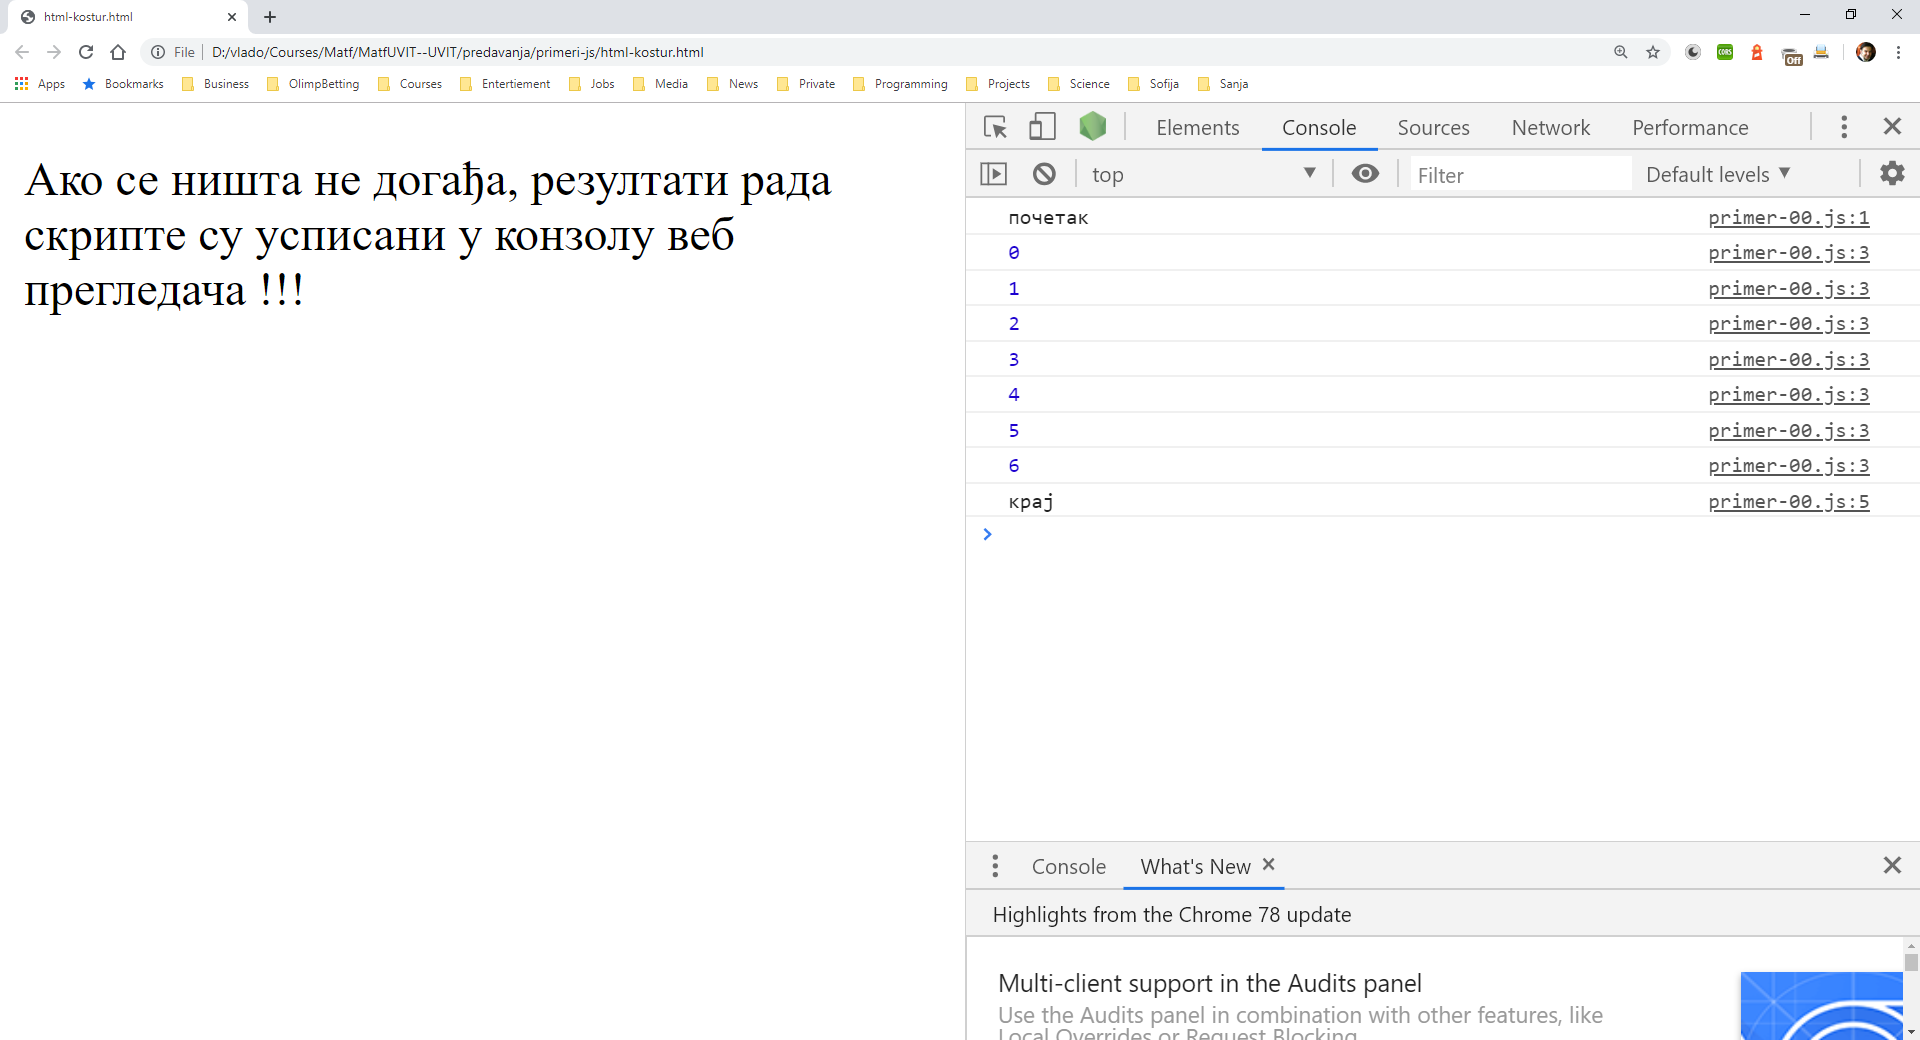 html-kostur.html
File D:/vlado/Courses/Matf/MatfUVIT--UVIT/predavanja/primeri-js/html-kostur.html
CORS
Off
Apps Bookmarks Business OlimpBetting Courses Entertiement Jobs Media News Private Programming Projects Science Sofija Sanja
Ако се ништа не догађа, резултати рада
скрипте су усписани у конзолу веб
прегледача !!!
Elements Console Sources Network Performance
top Filter Default levels
почетак primer-00.js:1
0 primer-00.js:3
1 primer-00.js:3
2 primer-00.js:3
3 primer-00.js:3
4 primer-00.js:3
5 primer-00.js:3
6 primer-00.js:3
крај primer-00.js:5
Console What's New
Highlights from the Chrome 78 update
Multi-client support in the Audits panel
Use the Audits panel in combination with other features, like
Local Overrides or Request Blocking